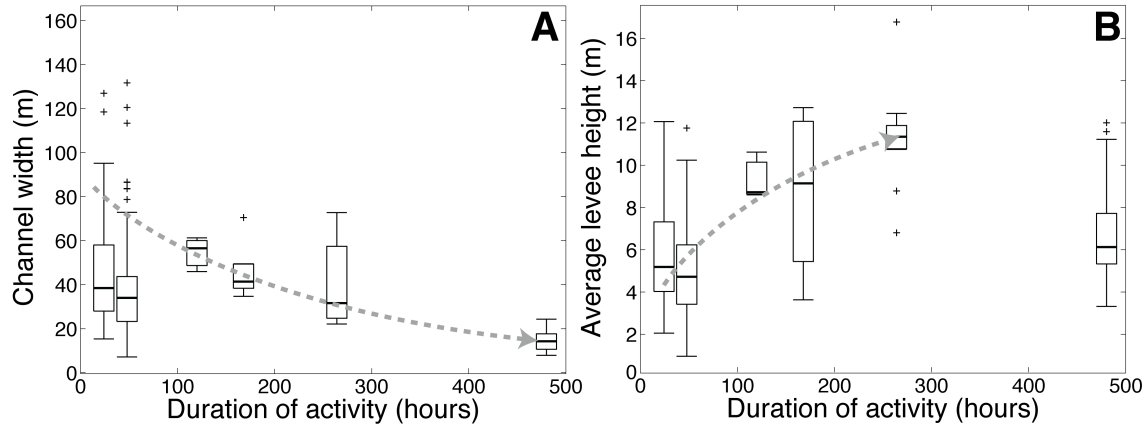 A
Channel width (m)
160
140
120
100
80
60
40
20
0
0 100 200 300 400 500
Duration of activity (hours)
B
Average levee height (m)
16
14
12
10
8
6
4
2
0
0 100 200 300 400 500
Duration of activity (hours)